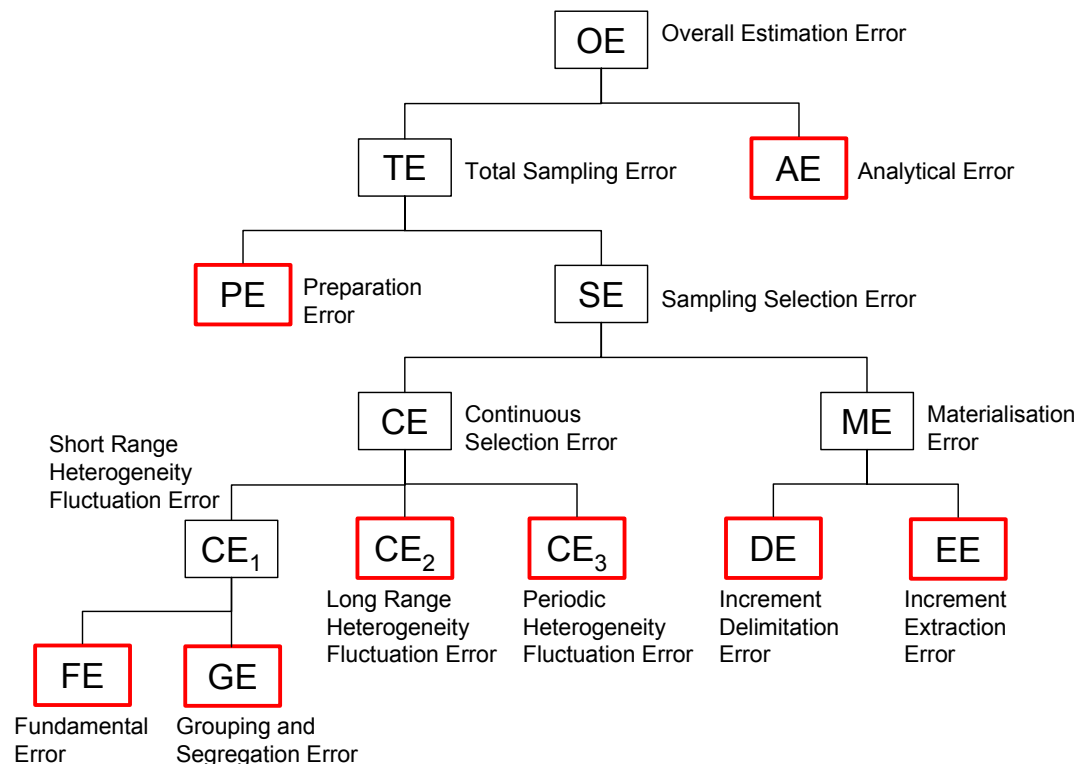 OE
Overall Estimation Error
TE
Total Sampling Error
AE
Analytical Error
PE
Preparation
Error
SE
Sampling Selection Error
CE
Continuous
Selection Error
ME
Materialisation
Error
Short Range
Heterogeneity
Fluctuation Error
CE₁
CE₂
Long Range
Heterogeneity
Fluctuation Error
CE₃
Periodic
Heterogeneity
Fluctuation Error
DE
Increment
Delimitation
Error
EE
Increment
Extraction
Error
FE
Fundamental
Error
GE
Grouping and
Segregation Error